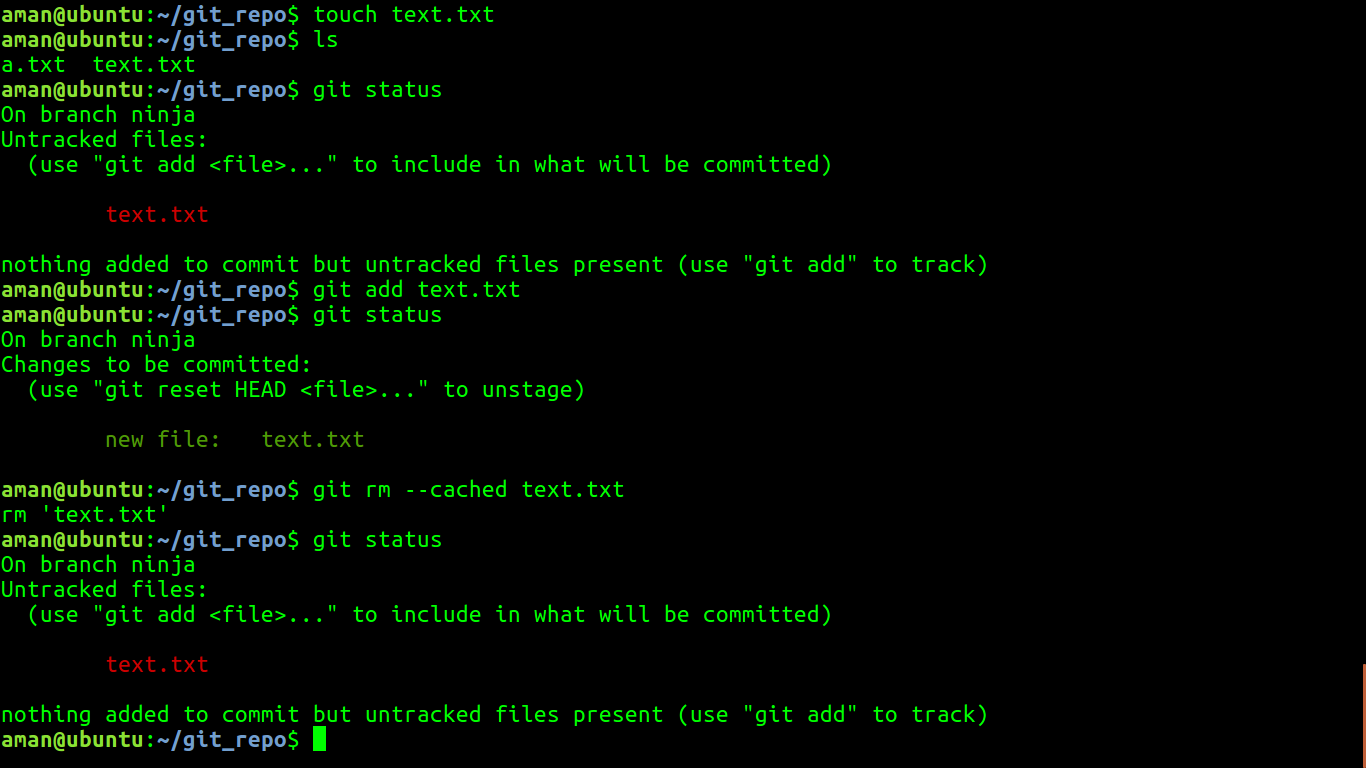 aman@ubuntu:~/git_repo$ touch text.txt
aman@ubuntu:~/git_repo$ ls
a.txt  text.txt
aman@ubuntu:~/git_repo$ git status
On branch ninja
Untracked files:
  (use "git add <file>..." to include in what will be committed)
        text.txt
nothing added to commit but untracked files present (use "git add" to track)
aman@ubuntu:~/git_repo$ git add text.txt
aman@ubuntu:~/git_repo$ git status
On branch ninja
Changes to be committed:
  (use "git reset HEAD <file>..." to unstage)
        new file:   text.txt
aman@ubuntu:~/git_repo$ git rm --cached text.txt
rm 'text.txt'
aman@ubuntu:~/git_repo$ git status
On branch ninja
Untracked files:
  (use "git add <file>..." to include in what will be committed)
        text.txt
nothing added to commit but untracked files present (use "git add" to track)
aman@ubuntu:~/git_repo$